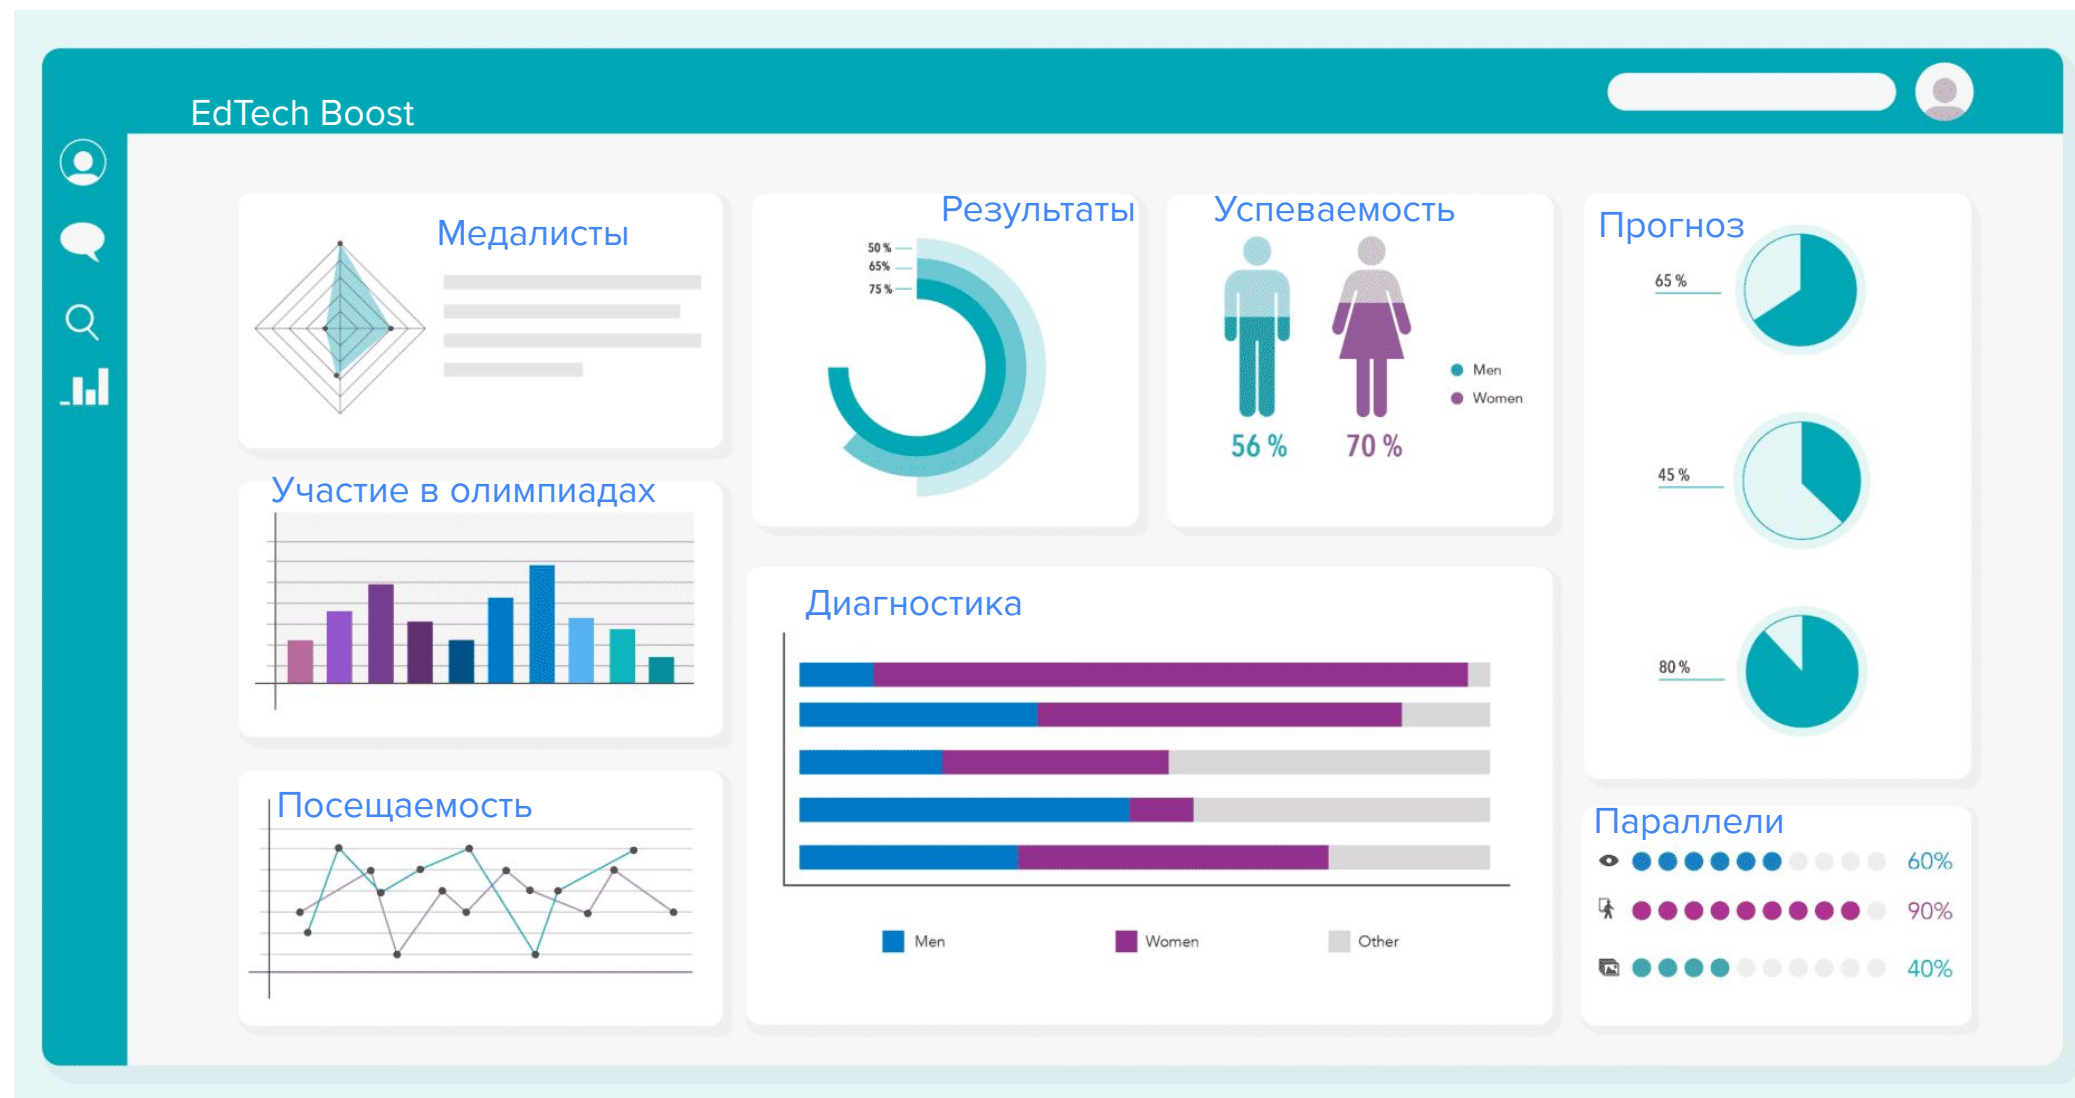 EdTech Boost
Медалисты
Результаты
50 %
65%
75 %
Успеваемость
Men
Women
56 %
70 %
Прогноз
65 %
45 %
80 %
Участие в олимпиадах
Диагностика
Men
Women
Other
Посещаемость
Параллели
60%
90%
40%